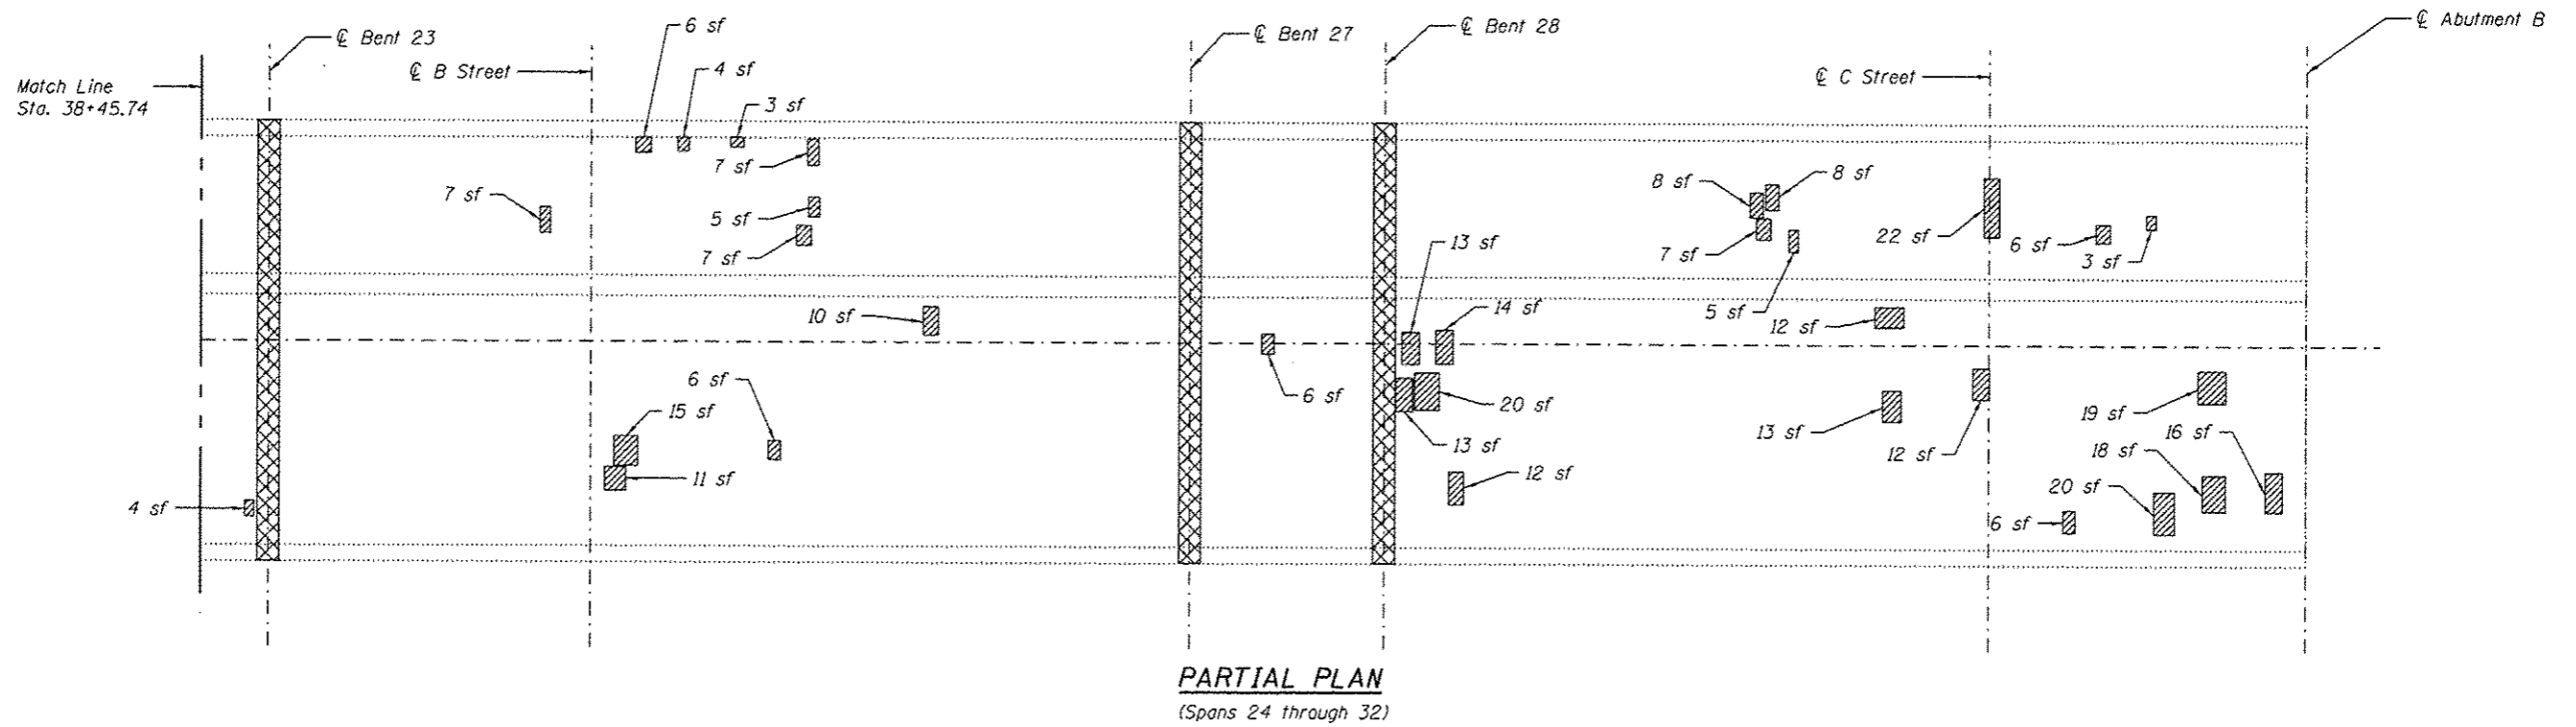 ℄ Abutment B
6 sf
℄ Bent 23
℄ Bent 27
℄ Bent 28
℄ B Street
4 sf
℄ C Street
Match Line
Sta. 38+45.74
3 sf
7 sf
7 sf
5 sf
7 sf
8 sf
8 sf
7 sf
5 sf
22 sf
6 sf
3 sf
13 sf
14 sf
12 sf
10 sf
6 sf
6 sf
15 sf
11 sf
4 sf
20 sf
13 sf
12 sf
13 sf
12 sf
19 sf
16 sf
18 sf
20 sf
6 sf
PARTIAL PLAN
(Spans 24 through 32)